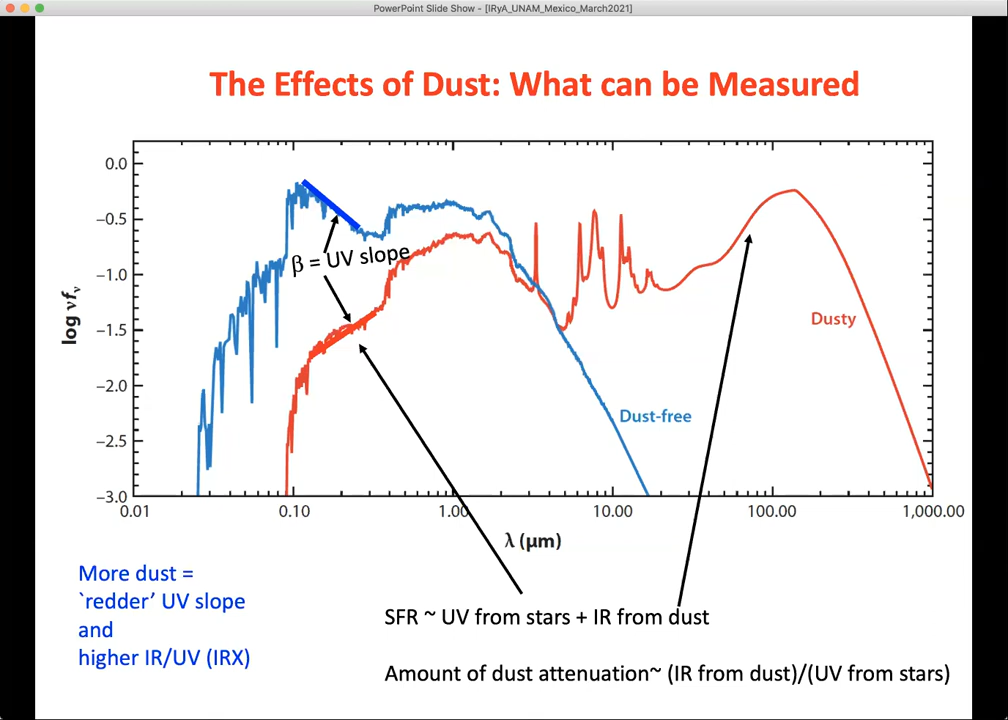 PowerPoint Slide Show - [IRyA_UNAM_Mexico_March2021]
The Effects of Dust: What can be Measured
0.0
−0.5
−1.0
−1.5
−2.0
−2.5
−3.0
log νfν
β = UV slope
Dusty
Dust-free
0.01
0.10
1.00
10.00
100.00
1,000.00
λ (μm)
More dust =
`redder’ UV slope
and
higher IR/UV (IRX)
SFR ~ UV from stars + IR from dust
Amount of dust attenuation~ (IR from dust)/(UV from stars)